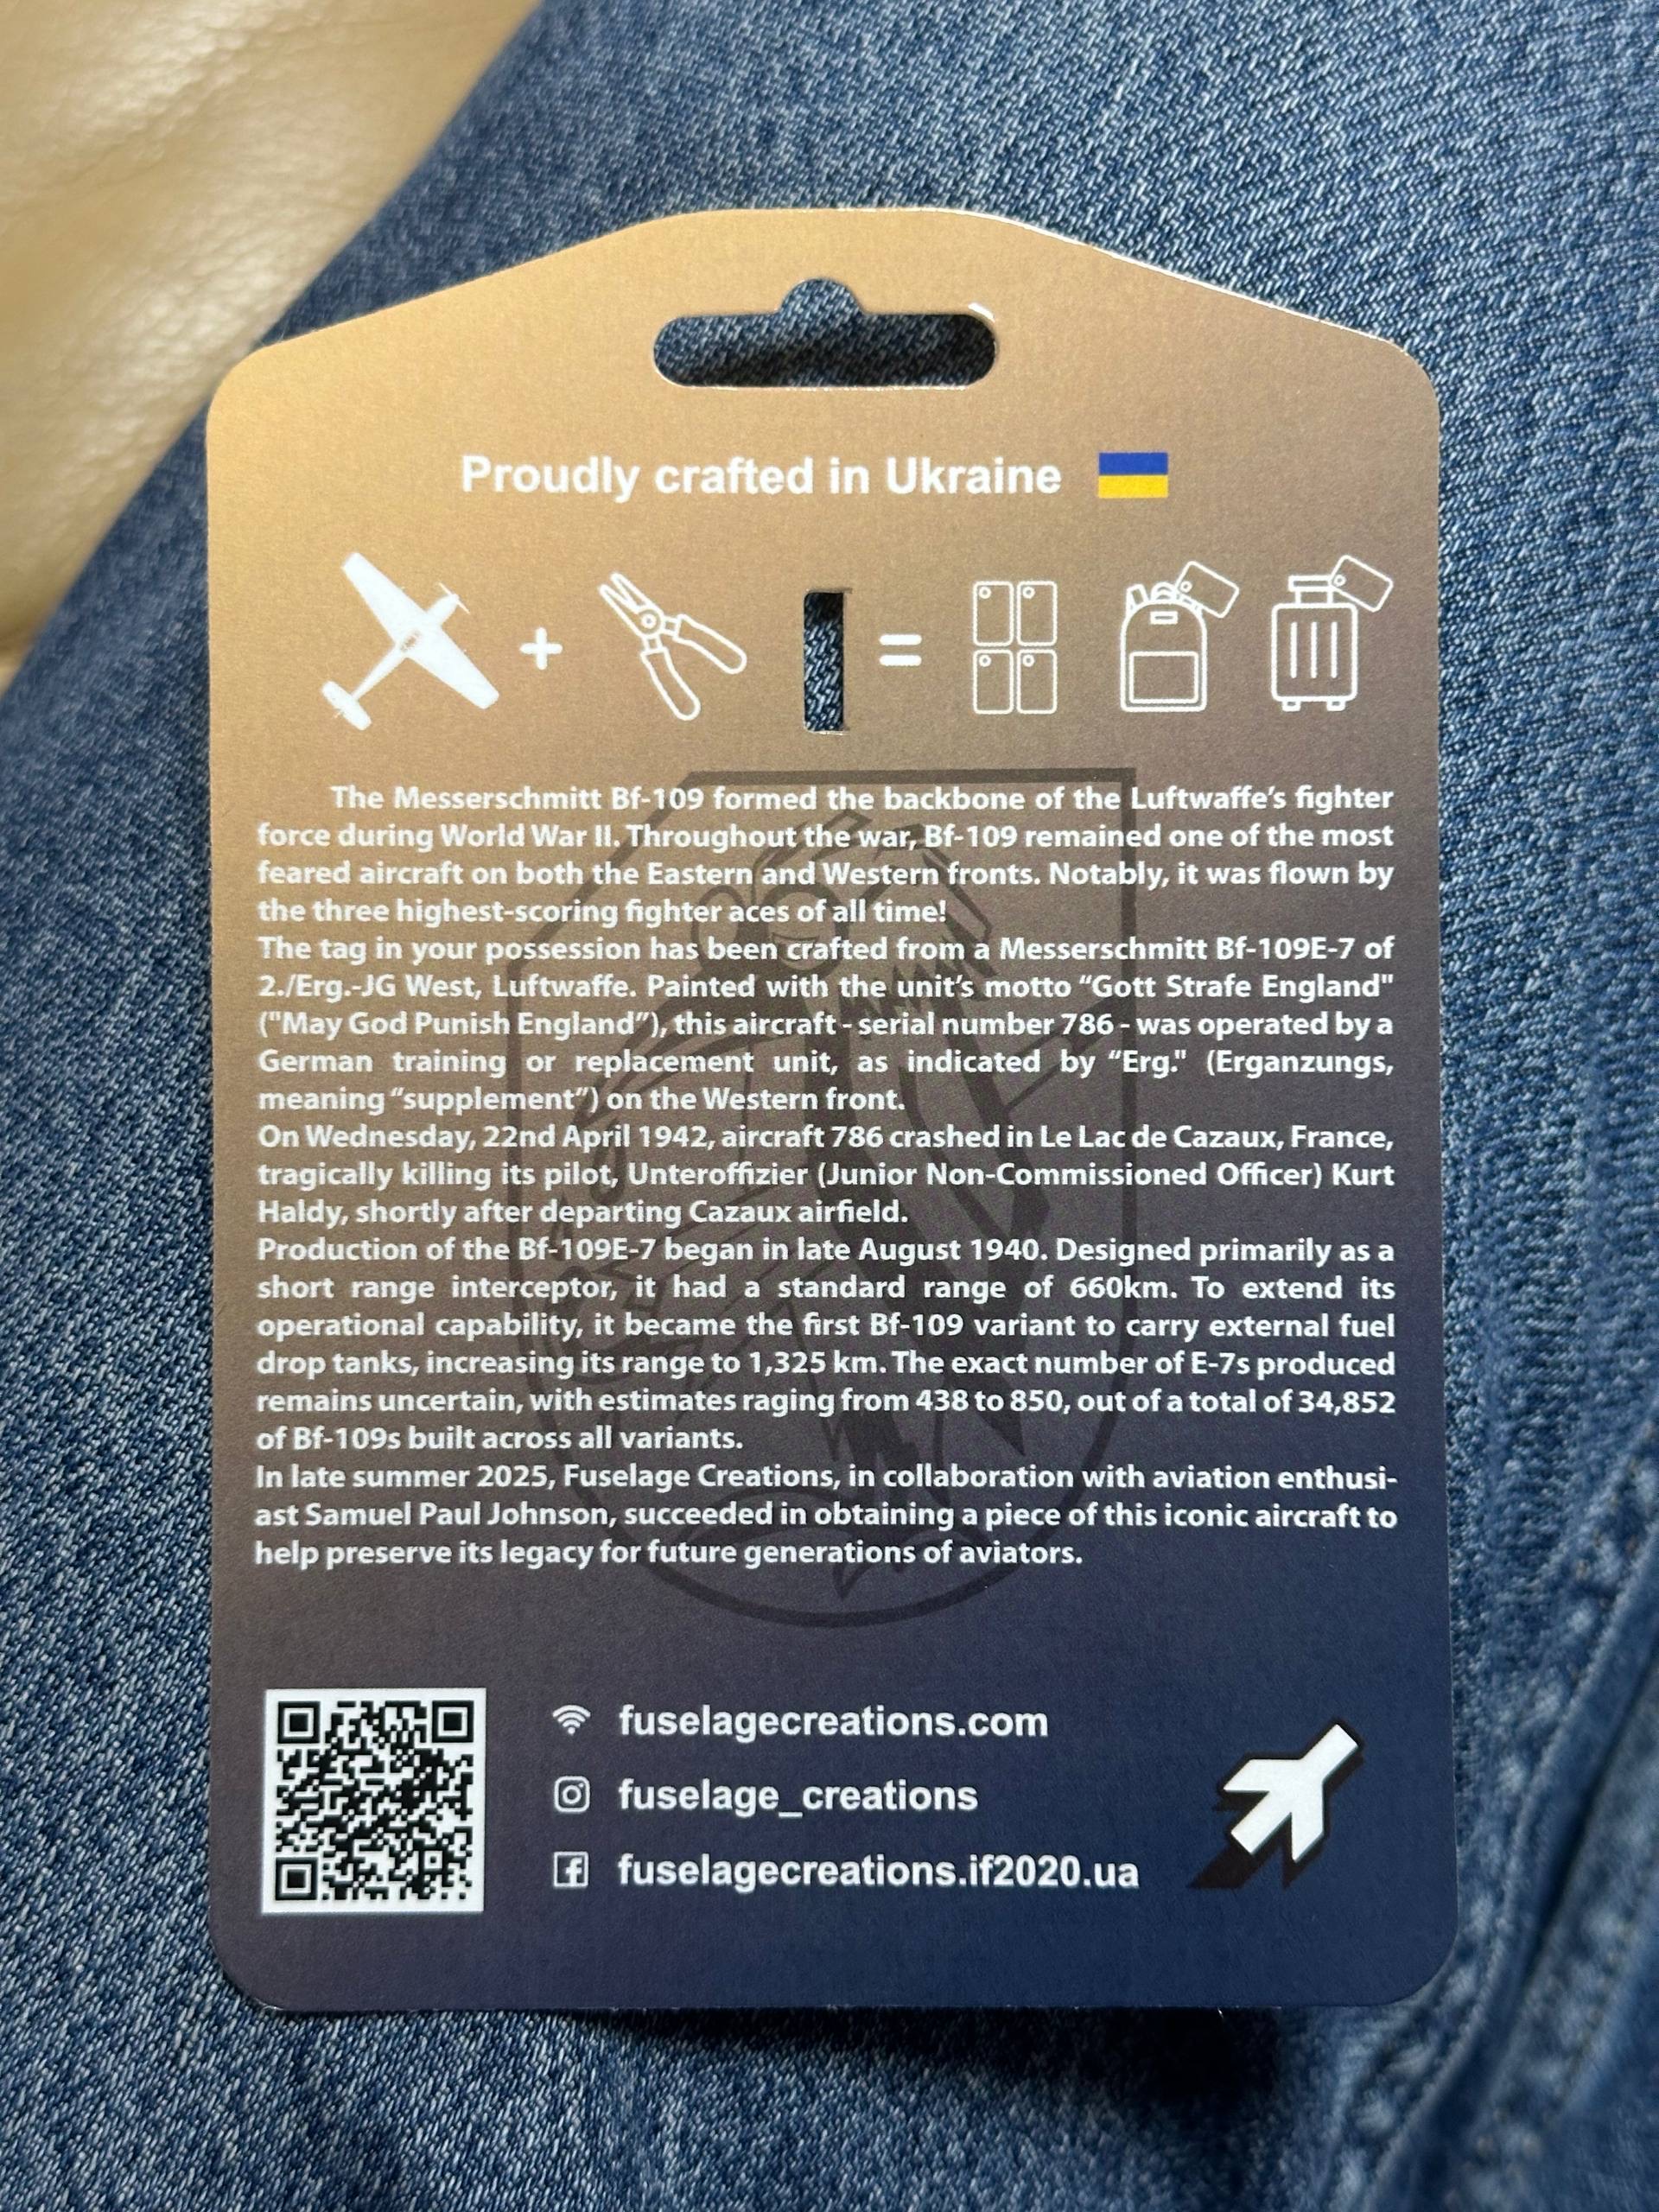 Proudly crafted in Ukraine
+ =
The Messerschmitt Bf-109 formed the backbone of the Luftwaffe's fighter
force during World War II. Throughout the war, Bf-109 remained one of the most
feared aircraft on both the Eastern and Western fronts. Notably, it was flown by
the three highest-scoring fighter aces of all time!
The tag in your possession has been crafted from a Messerschmitt Bf-109E-7 of
2./Erg.-JG West, Luftwaffe. Painted with the unit's motto “Gott Strafe England"
("May God Punish England”), this aircraft - serial number 786 - was operated by a
German training or replacement unit, as indicated by “Erg." (Erganzungs,
meaning “supplement”) on the Western front.
On Wednesday, 22nd April 1942, aircraft 786 crashed in Le Lac de Cazaux, France,
tragically killing its pilot, Unteroffizier (Junior Non-Commissioned Officer) Kurt
Haldy, shortly after departing Cazaux airfield.
Production of the Bf-109E-7 began in late August 1940. Designed primarily as a
short range interceptor, it had a standard range of 660km. To extend its
operational capability, it became the first Bf-109 variant to carry external fuel
drop tanks, increasing its range to 1,325 km. The exact number of E-7s produced
remains uncertain, with estimates raging from 438 to 850, out of a total of 34,852
of Bf-109s built across all variants.
In late summer 2025, Fuselage Creations, in collaboration with aviation enthusi-
ast Samuel Paul Johnson, succeeded in obtaining a piece of this iconic aircraft to
help preserve its legacy for future generations of aviators.
fuselagecreations.com
fuselage_creations
fuselagecreations.if2020.ua